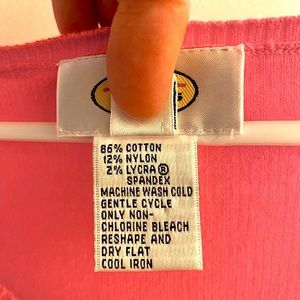 86% COTTON
12% NYLON
2% LYCRA®
SPANDEX
MACHINE WASH COLD
GENTLE CYCLE
ONLY NON-
CHLORINE BLEACH
RESHAPE AND
DRY FLAT
COOL IRON